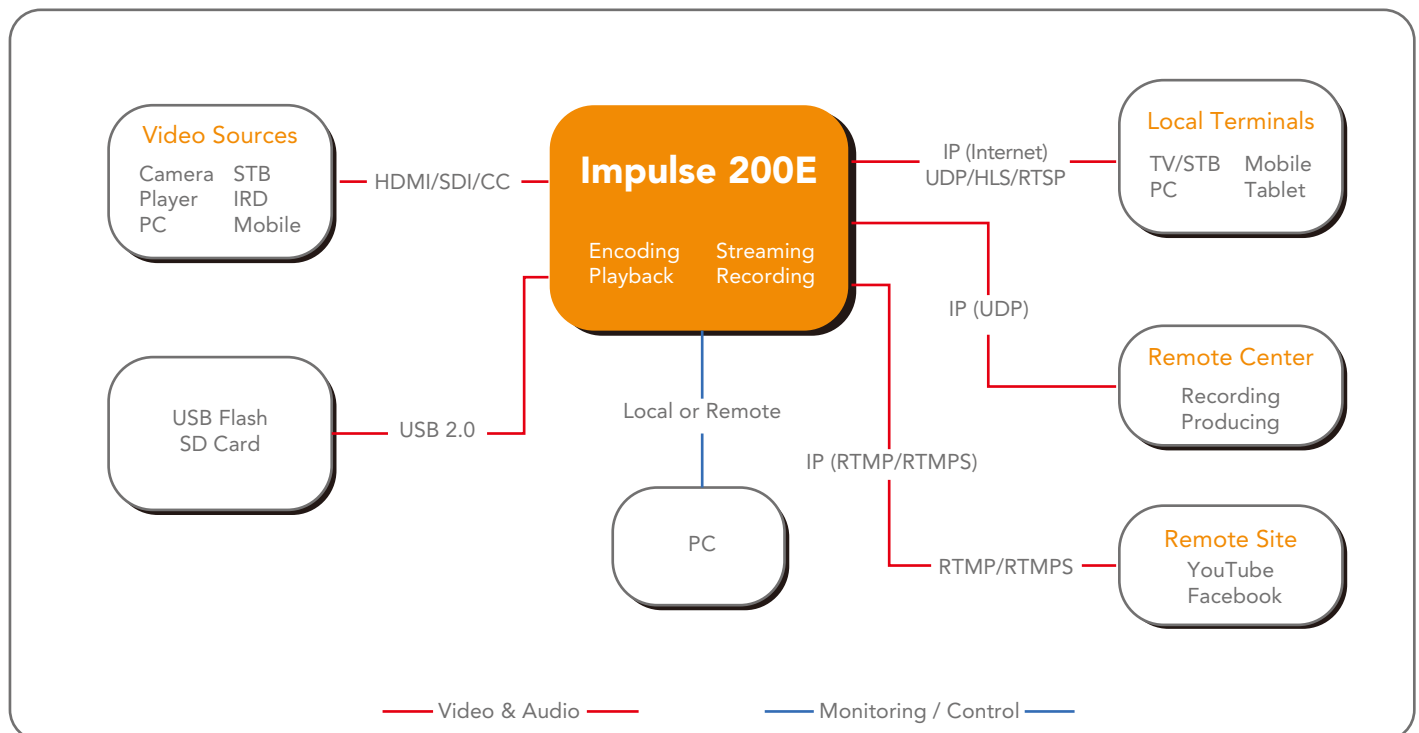 Video Sources
Camera STB
Player IRD
PC Mobile
HDMI/SDI/CC
Impulse 200E
Encoding Streaming
Playback Recording
IP (Internet)
UDP/HLS/RTSP
Local Terminals
TV/STB Mobile
PC Tablet
IP (UDP)
Remote Center
Recording
Producing
USB Flash
SD Card
USB 2.0
Local or Remote
IP (RTMP/RTMPS)
PC
RTMP/RTMPS
Remote Site
YouTube
Facebook
Video & Audio
Monitoring / Control